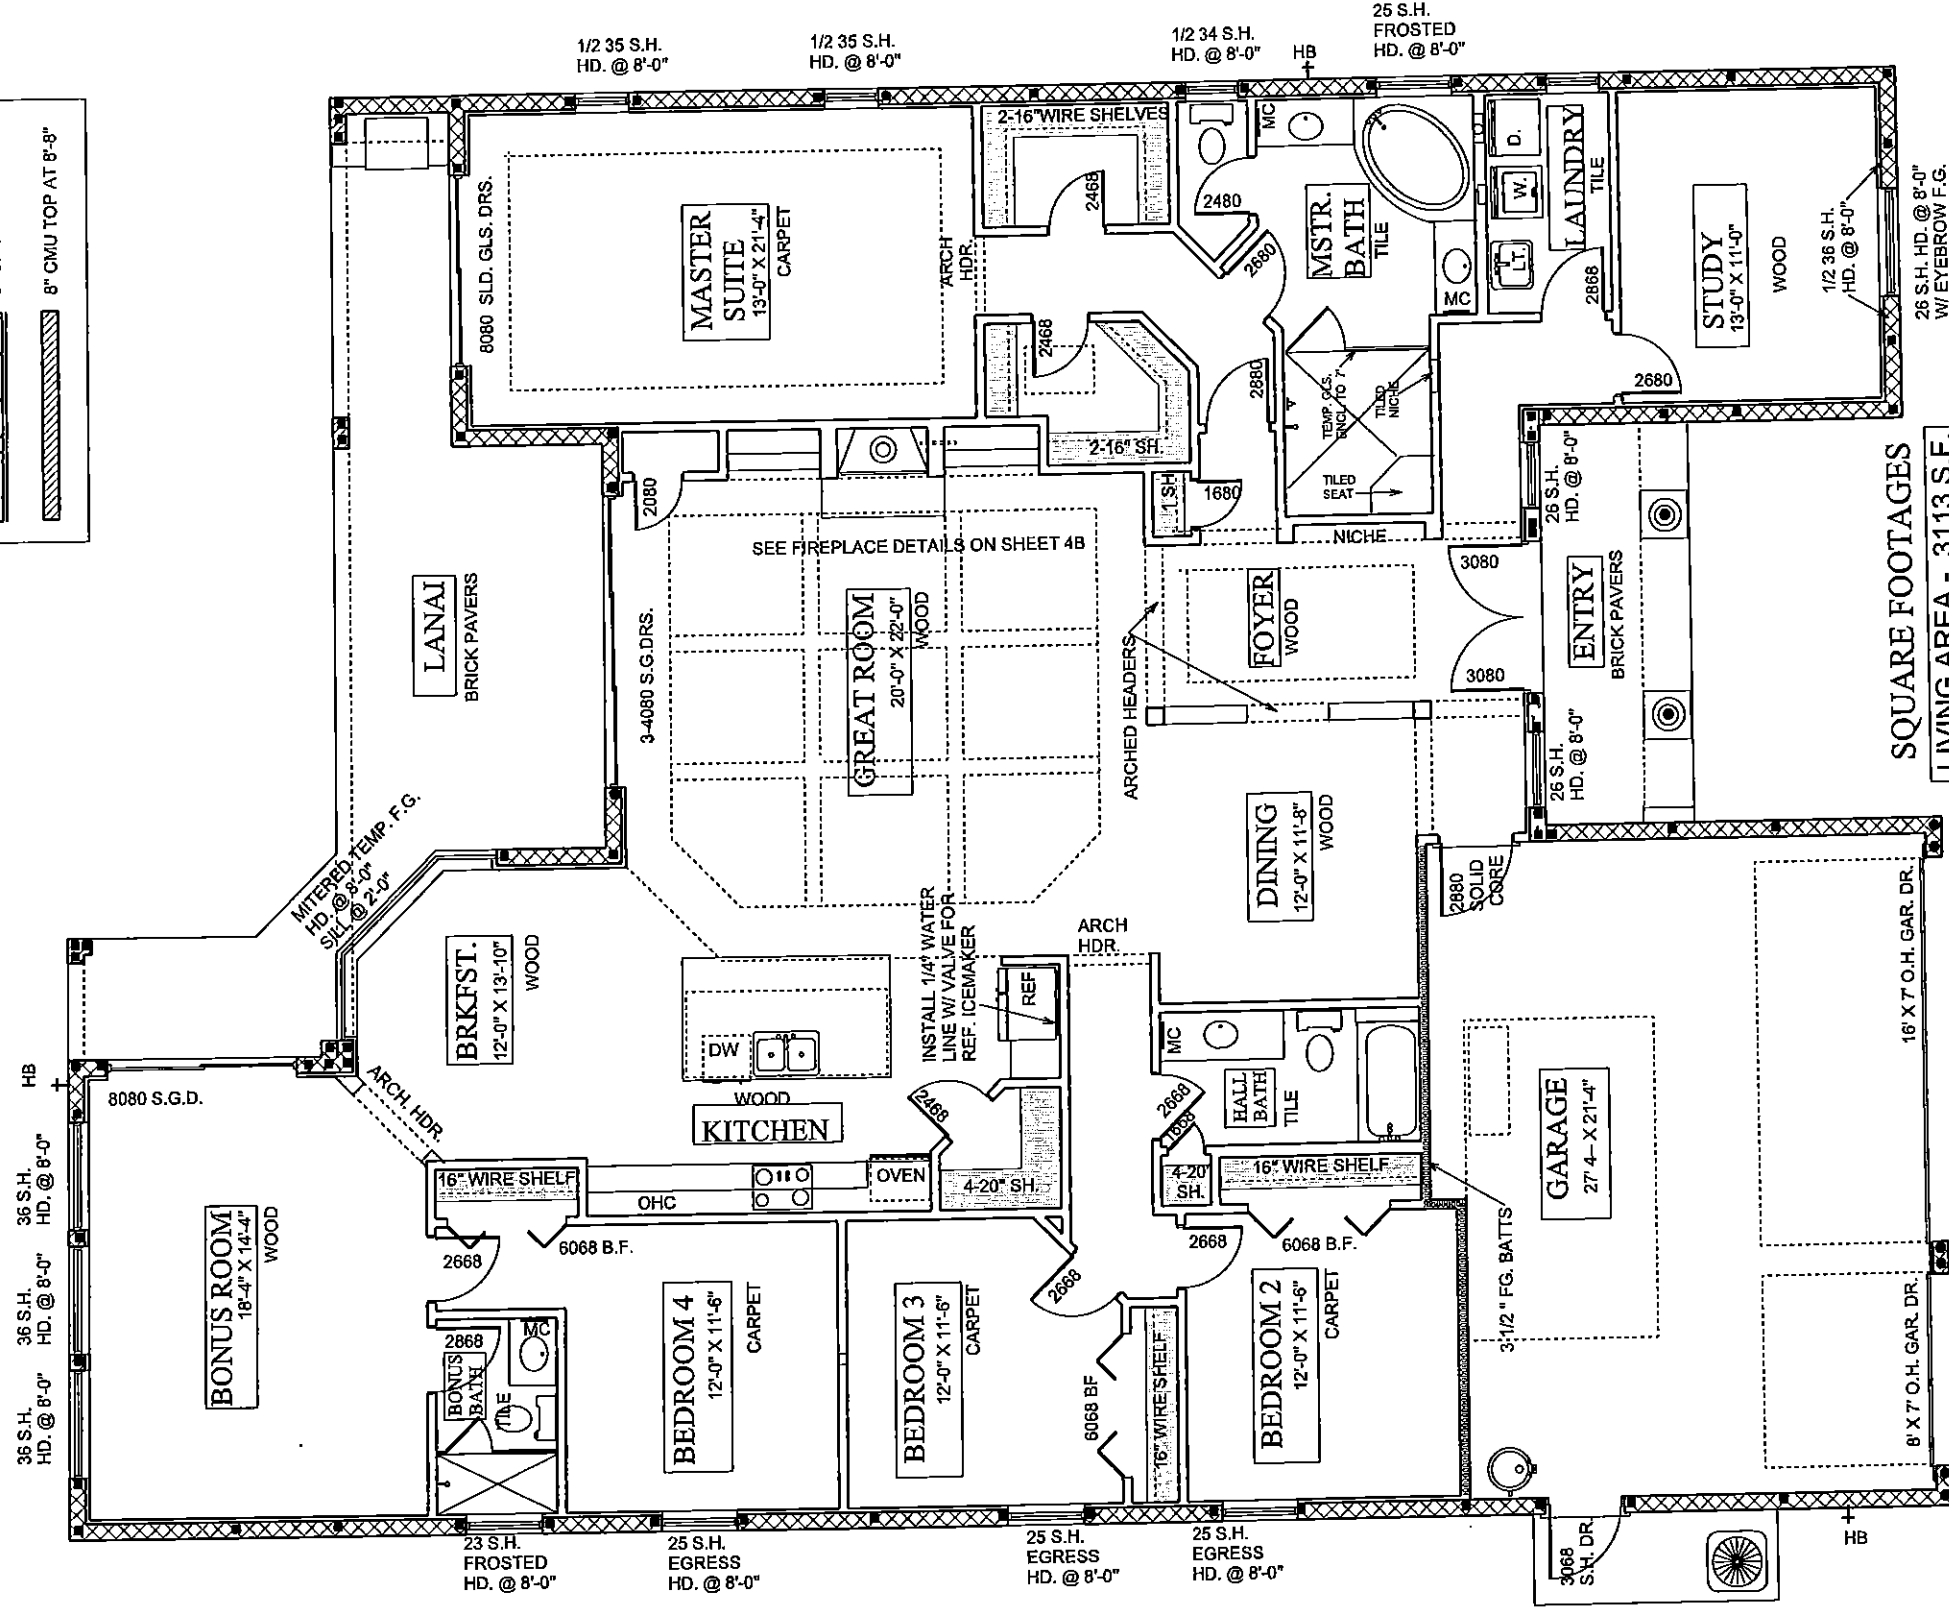 8" CMU TOP AT 8'-8"
1/2 35 S.H.
HD. @ 8'-0"
1/2 35 S.H.
HD. @ 8'-0"
1/2 34 S.H.
HD. @ 8'-0"
HB
25 S.H.
FROSTED
HD. @ 8'-0"
8080 SLD. GLS. DRS.
MASTER
SUITE
13'-0" X 21'-4"
CARPET
ARCH
HDR.
2-16"WIRE SHELVES
2468
2468
2-16" SH.
MC
2480
2680
MSTR.
BATH
TILE
MC
2880
TEMP. GLS.
ENCL. TO 7'
TILED
NICHE
TILED
SEAT
D.
W.
LT.
LAUNDRY
TILE
2868
STUDY
13'-0" X 11'-0"
WOOD
2680
1/2 36 S.H.
HD. @ 8'-0"
26 S.H. HD. @ 8'-0"
W/ EYEBROW F.G.
LANAI
BRICK PAVERS
2080
3-4080 S.G.DRS.
SEE FIREPLACE DETAILS ON SHEET 4B
GREAT ROOM
20'-0" X 22'-0"
WOOD
1 SH
1680
NICHE
ARCHED HEADERS
FOYER
WOOD
3080
3080
26 S.H.
HD. @ 8'-0"
26 S.H.
HD. @ 8'-0"
ENTRY
BRICK PAVERS
SQUARE FOOTAGES
LIVING AREA - 3113 S.F.
MITERED TEMP. F.G.
HD. @ 8'-0"
SILL @ 2'-0"
BRKFST.
12'-0" X 13'-10"
WOOD
DW
WOOD
KITCHEN
INSTALL 1/4" WATER
LINE W/ VALVE FOR
REF. ICEMAKER
REF
ARCH
HDR.
DINING
12'-0" X 11'-8"
WOOD
2880
SOLID
CORE
HB
8080 S.G.D.
ARCH. HDR.
36 S.H.
HD. @ 8'-0"
36 S.H.
HD. @ 8'-0"
36 S.H.
HD. @ 8'-0"
BONUS ROOM
18'-4" X 14'-4"
WOOD
16" WIRE SHELF
OHC
OVEN
2468
4-20" SH.
2668
6068 B.F.
2868
BONUS
BATH
TILE
MC
BEDROOM 4
12'-0" X 11'-6"
CARPET
BEDROOM 3
12'-0" X 11'-6"
CARPET
2668
6068 BF
16" WIRE SHELF
MC
HALL
BATH
TILE
2668
1668
4-20"
SH.
16" WIRE SHELF
2668
6068 B.F.
BEDROOM 2
12'-0" X 11'-6"
CARPET
3 1/2" FG. BATTS
GARAGE
27' 4— X 21'-4"
16' X 7' O.H. GAR. DR.
8' X 7' O.H. GAR. DR.
23 S.H.
FROSTED
HD. @ 8'-0"
25 S.H.
EGRESS
HD. @ 8'-0"
25 S.H.
EGRESS
HD. @ 8'-0"
25 S.H.
EGRESS
HD. @ 8'-0"
3068
S.H. DR.
HB